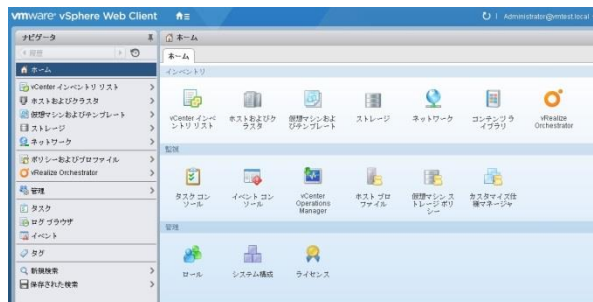 vmware vSphere Web Client
Administrator@vmtest.local
ナビゲータ
履歴
ホーム
vCenter インベントリ リスト
ホストおよびクラスタ
仮想マシンおよびテンプレート
ストレージ
ネットワーク
ポリシーおよびプロファイル
vRealize Orchestrator
管理
タスク
ログ ブラウザ
イベント
タグ
新規検索
保存された検索
ホーム
ホーム
インベントリ
vCenter インベ
ントリ リスト
ホストおよびク
ラスタ
仮想マシンおよ
びテンプレート
ストレージ
ネットワーク
コンテンツ ラ
イブラリ
vRealize
Orchestrator
監視
タスク コン
ソール
イベント コン
ソール
vCenter
Operations
Manager
ホスト プロ
ファイル
仮想マシン ス
トレージ ポリ
シー
カスタマイズ仕
様マネージャ
管理
ロール
システム構成
ライセンス